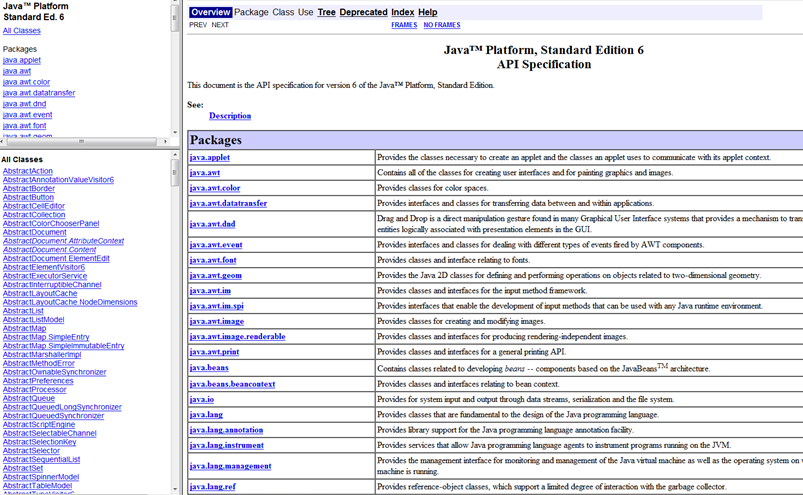 Java™ Platform
Standard Ed. 6
All Classes
Packages
java.applet
java.awt
java.awt.color
java.awt.datatransfer
java.awt.dnd
java.awt.event
java.awt.font
java.awt.geom
All Classes
AbstractAction
AbstractAnnotationValueVisitor6
AbstractBorder
AbstractButton
AbstractCellEditor
AbstractCollection
AbstractColorChooserPanel
AbstractDocument
AbstractDocument.AttributeContext
AbstractDocument.Content
AbstractDocument.ElementEdit
AbstractElementVisitor6
AbstractExecutorService
AbstractInterruptibleChannel
AbstractLayoutCache
AbstractLayoutCache.NodeDimensions
AbstractList
AbstractListModel
AbstractMap
AbstractMap.SimpleEntry
AbstractMap.SimpleImmutableEntry
AbstractMarshallerImpl
AbstractMethodError
AbstractOwnableSynchronizer
AbstractPreferences
AbstractProcessor
AbstractQueue
AbstractQueuedLongSynchronizer
AbstractQueuedSynchronizer
AbstractScriptEngine
AbstractSelectableChannel
AbstractSelectionKey
AbstractSelector
AbstractSequentialList
AbstractSet
AbstractSpinnerModel
AbstractTableModel
Overview Package Class Use Tree Deprecated Index Help
PREV NEXT FRAMES NO FRAMES
Java™ Platform, Standard Edition 6
API Specification
This document is the API specification for version 6 of the Java™ Platform, Standard Edition.
See:
Description
Packages
java.applet Provides the classes necessary to create an applet and the classes an applet uses to communicate with its applet context.
java.awt Contains all of the classes for creating user interfaces and for painting graphics and images.
java.awt.color Provides classes for color spaces.
java.awt.datatransfer Provides interfaces and classes for transferring data between and within applications.
java.awt.dnd Drag and Drop is a direct manipulation gesture found in many Graphical User Interface systems that provides a mechanism to
entities logically associated with presentation elements in the GUI.
java.awt.event Provides interfaces and classes for dealing with different types of events fired by AWT components.
java.awt.font Provides classes and interface relating to fonts.
java.awt.geom Provides the Java 2D classes for defining and performing operations on objects related to two-dimensional geometry.
java.awt.im Provides classes and interfaces for the input method framework.
java.awt.im.spi Provides interfaces that enable the development of input methods that can be used with any Java runtime environment.
java.awt.image Provides classes for creating and modifying images.
java.awt.image.renderable Provides classes and interfaces for producing rendering-independent images.
java.awt.print Provides classes and interfaces for a general printing API.
java.beans Contains classes related to developing beans -- components based on the JavaBeans™ architecture.
java.beans.beancontext Provides classes and interfaces relating to bean context.
java.io Provides for system input and output through data streams, serialization and the file system.
java.lang Provides classes that are fundamental to the design of the Java programming language.
java.lang.annotation Provides library support for the Java programming language annotation facility.
java.lang.instrument Provides services that allow Java programming language agents to instrument programs running on the JVM.
java.lang.management Provides the management interface for monitoring and management of the Java virtual machine as well as the operating system on
machine is running.
java.lang.ref Provides reference-object classes, which support a limited degree of interaction with the garbage collector.